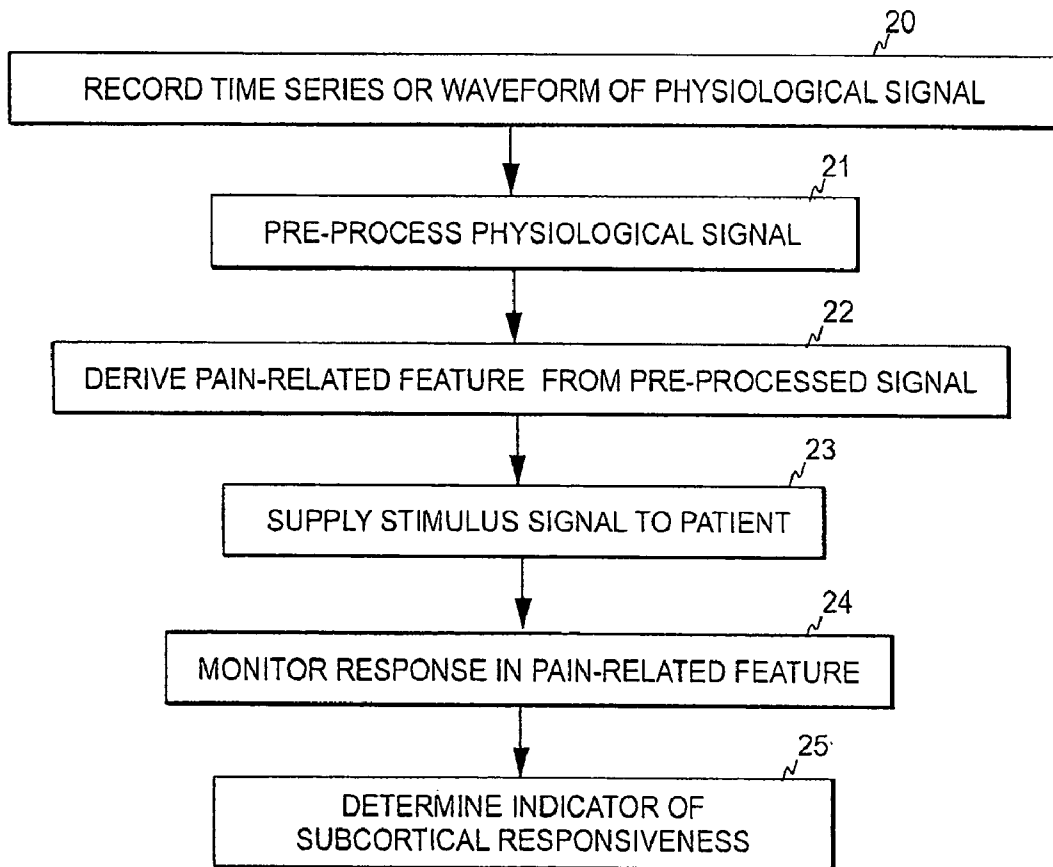 20
RECORD TIME SERIES OR WAVEFORM OF PHYSIOLOGICAL SIGNAL
21
PRE-PROCESS PHYSIOLOGICAL SIGNAL
22
DERIVE PAIN-RELATED FEATURE FROM PRE-PROCESSED SIGNAL
23
SUPPLY STIMULUS SIGNAL TO PATIENT
24
MONITOR RESPONSE IN PAIN-RELATED FEATURE
25
DETERMINE INDICATOR OF
SUBCORTICAL RESPONSIVENESS